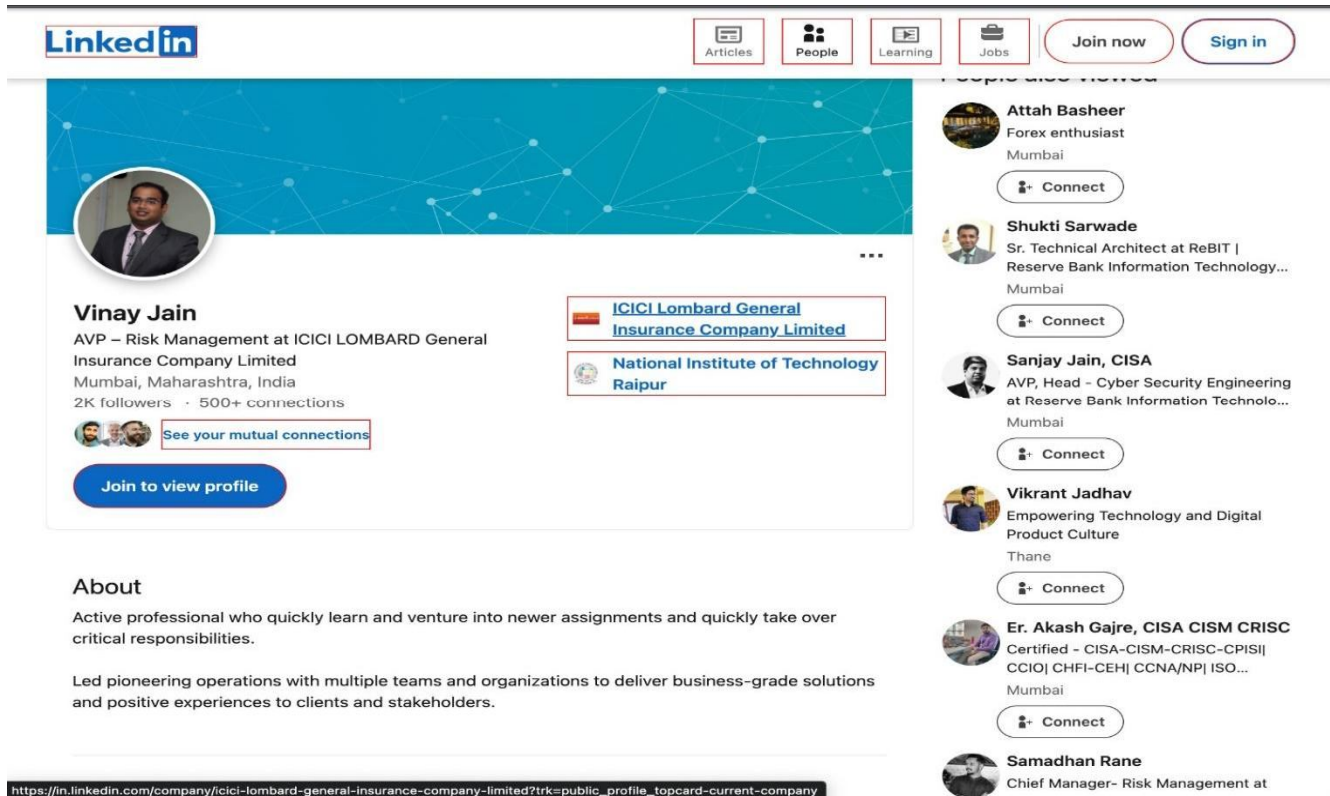 Linked in
Articles
People
Learning
Jobs
Join now
Sign in
Vinay Jain
AVP – Risk Management at ICICI LOMBARD General
Insurance Company Limited
Mumbai, Maharashtra, India
2K followers · 500+ connections
See your mutual connections
Join to view profile
ICICI Lombard General
Insurance Company Limited
National Institute of Technology
Raipur
About
Active professional who quickly learn and venture into newer assignments and quickly take over
critical responsibilities.
Led pioneering operations with multiple teams and organizations to deliver business-grade solutions
and positive experiences to clients and stakeholders.
People also viewed
Attah Basheer
Forex enthusiast
Mumbai
Connect
Shukti Sarwade
Sr. Technical Architect at ReBIT |
Reserve Bank Information Technology...
Mumbai
Connect
Sanjay Jain, CISA
AVP, Head - Cyber Security Engineering
at Reserve Bank Information Technolo...
Mumbai
Connect
Vikrant Jadhav
Empowering Technology and Digital
Product Culture
Thane
Connect
Er. Akash Gajre, CISA CISM CRISC
Certified - CISA-CISM-CRISC-CPISI|
CCIO| CHFI-CEH| CCNA/NP| ISO...
Mumbai
Connect
Samadhan Rane
Chief Manager- Risk Management at
https://in.linkedin.com/company/icici-lombard-general-insurance-company-limited?trk=public_profile_topcard-current-company